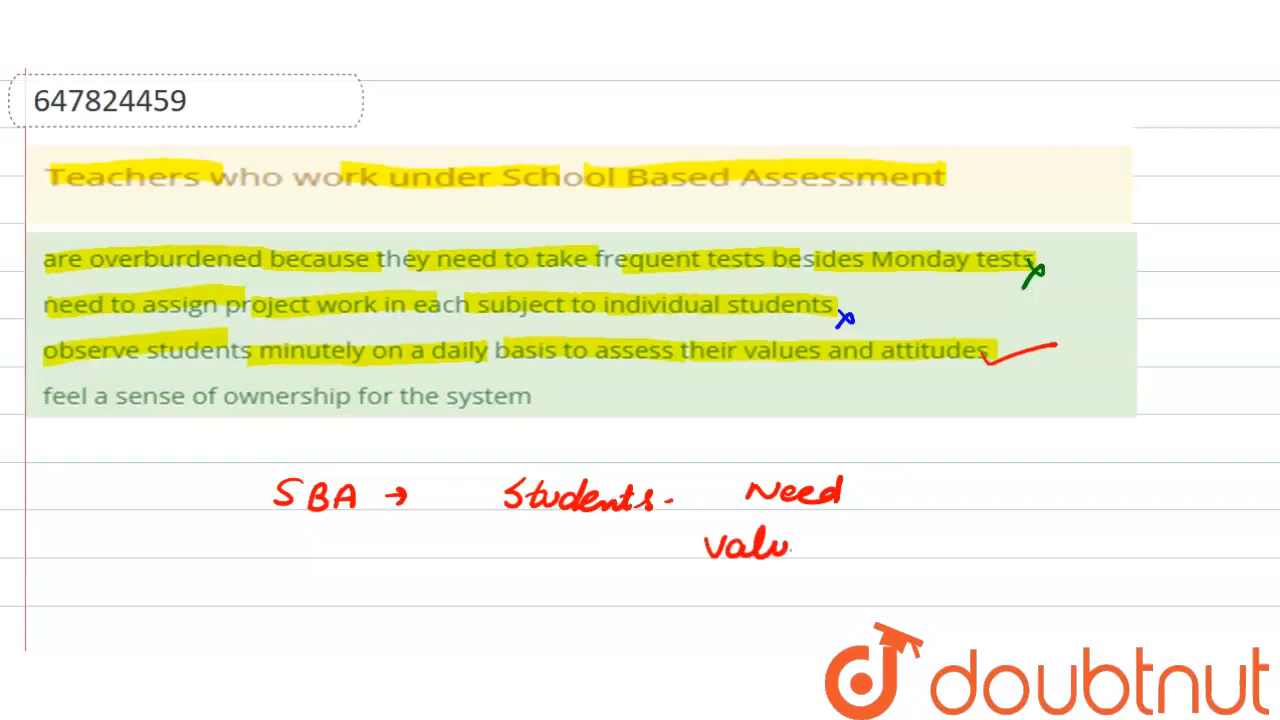 647824459
Teachers who work under School Based Assessment
are overburdened because they need to take frequent tests besides Monday tests
need to assign project work in each subject to individual students
observe students minutely on a daily basis to assess their values and attitudes
feel a sense of ownership for the system
SBA → Students. Need
valu
doubtnut